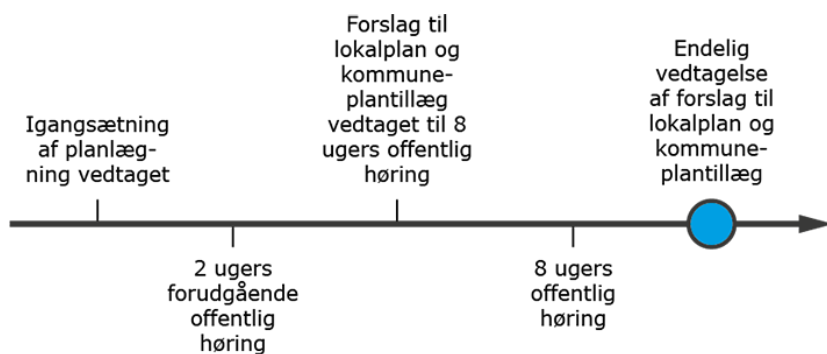 Igangsætning
af planlæg-
ning vedtaget
2 ugers
forudgående
offentlig
høring
Forslag til
lokalplan og
kommune-
plantillæg
vedtaget til 8
ugers offentlig
høring
8 ugers
offentlig
høring
Endelig
vedtagelse
af forslag til
lokalplan og
kommune-
plantillæg